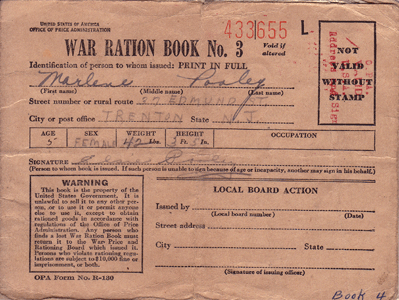 UNITED STATES OF AMERICA
OFFICE OF PRICE ADMINISTRATION
433655 L
WAR RATION BOOK No. 3 Void if altered
NOT VALID WITHOUT STAMP
Identification of person to whom issued: PRINT IN FULL
Marlene Pooley
(First name) (Middle name) (Last name)
Street number or rural route 57 EDMUND ST
City or post office TRENTON State N J
AGE SEX WEIGHT HEIGHT OCCUPATION
5 FEMALE 42 Lbs. 3 Ft. 5 In.
SIGNATURE
(Person to whom book is issued. If such person is unable to sign because of age or incapacity, another may sign in his behalf.)
WARNING
This book is the property of the
United States Government. It is
unlawful to sell it to any other per-
son, or to use it or permit anyone
else to use it, except to obtain
rationed goods in accordance
with regulations of the Office of
Price Administration. Any person
who finds a lost War Ration Book must
return it to the War Price and
Rationing Board which issued it.
Persons who violate rationing regu-
lations are subject to $10,000 fine or
imprisonment, or both.
OPA Form No. R-130
LOCAL BOARD ACTION
Issued by
(Local board number) (Date)
Street address
City State
(Signature of issuing officer)
Book 4